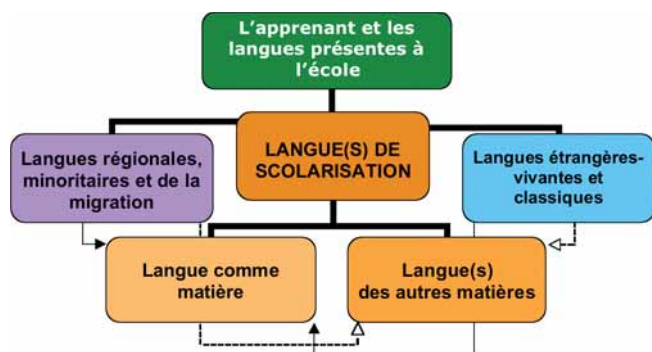 L'apprenant et les
langues présentes à
l'école
LANGUE(S) DE
SCOLARISATION
Langues régionales,
minoritaires et de la
migration
Langues étrangères-
vivantes et
classiques
Langue comme
matière
Langue(s)
des autres matières